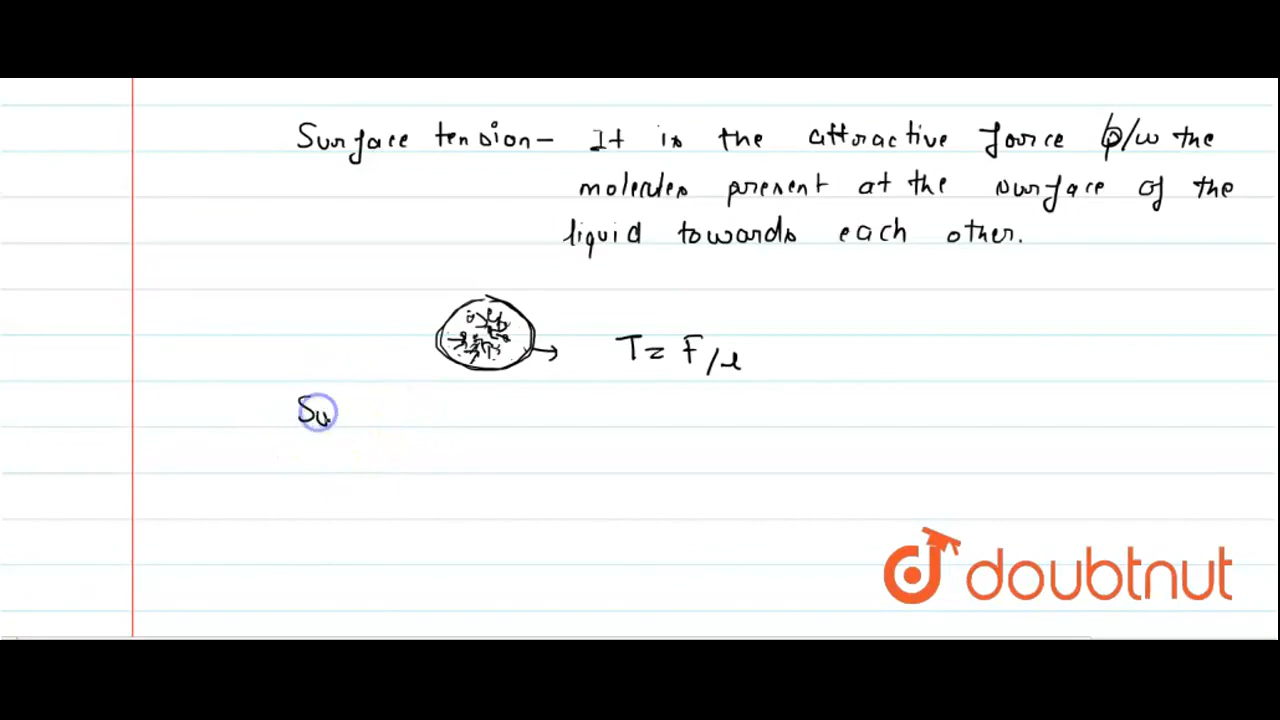 Surface tension – It is the attractive force b/w the
molecules present at the surface of the
liquid towards each other.
T = F/l
Su
doubtnut